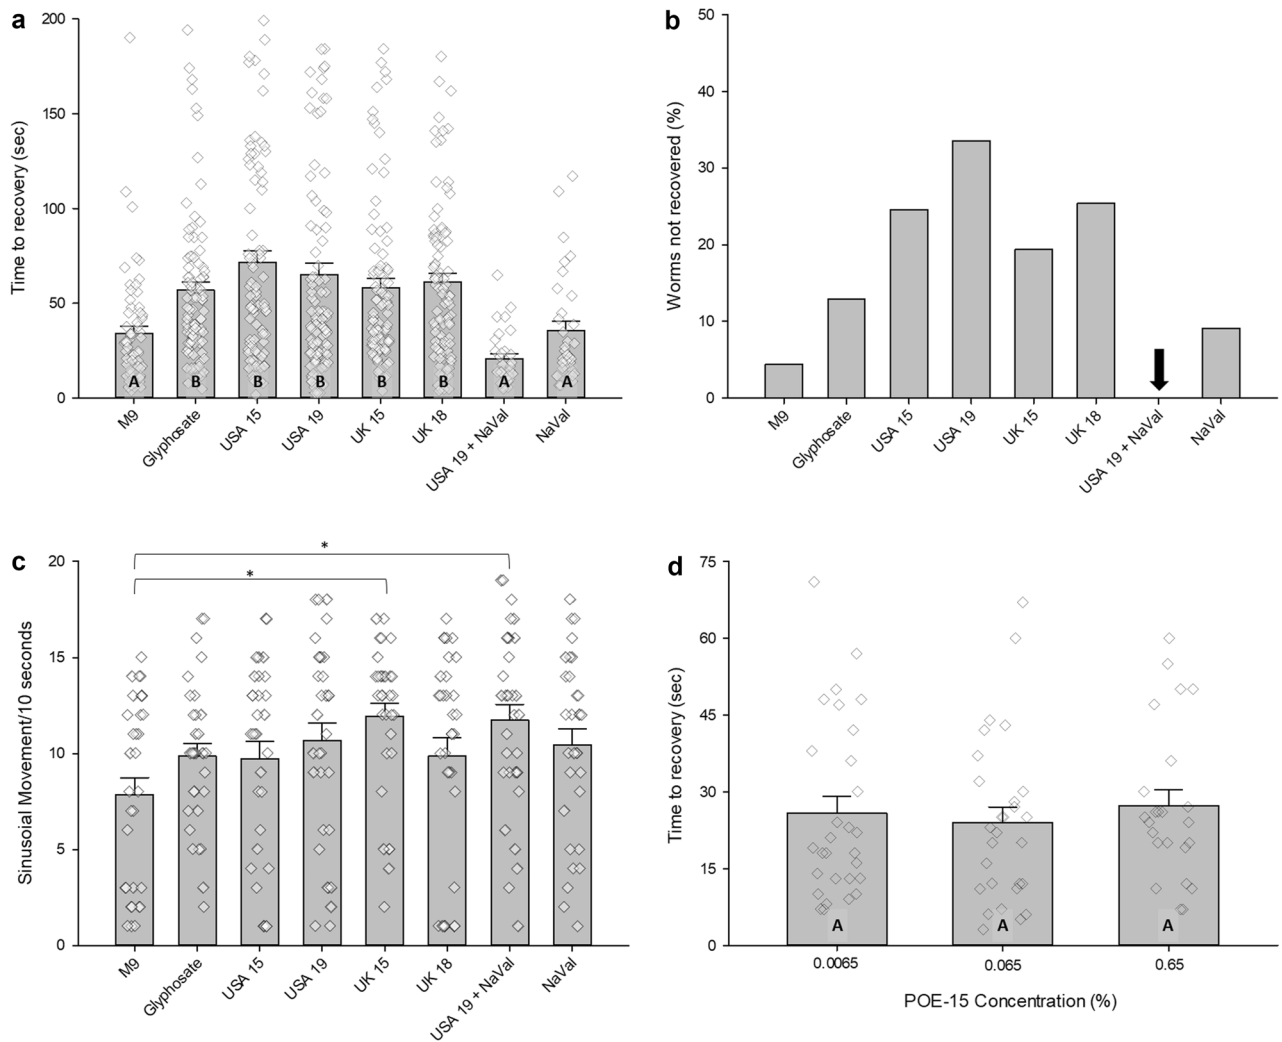 a
Time to recovery (sec)
200
150
100
50
0
A B B B B B A A
M9 Glyphosate USA 15 USA 19 UK 15 UK 18 USA 19 + NaVal NaVal
b
Worms not recovered (%)
50
40
30
20
10
0
M9 Glyphosate USA 15 USA 19 UK 15 UK 18 USA 19 + NaVal NaVal
c
Sinusoial Movement/10 seconds
20
15
10
5
0
*
*
M9 Glyphosate USA 15 USA 19 UK 15 UK 18 USA 19 + NaVal NaVal
d
Time to recovery (sec)
75
60
45
30
15
0
A A A
0.0065 0.065 0.65
POE-15 Concentration (%)